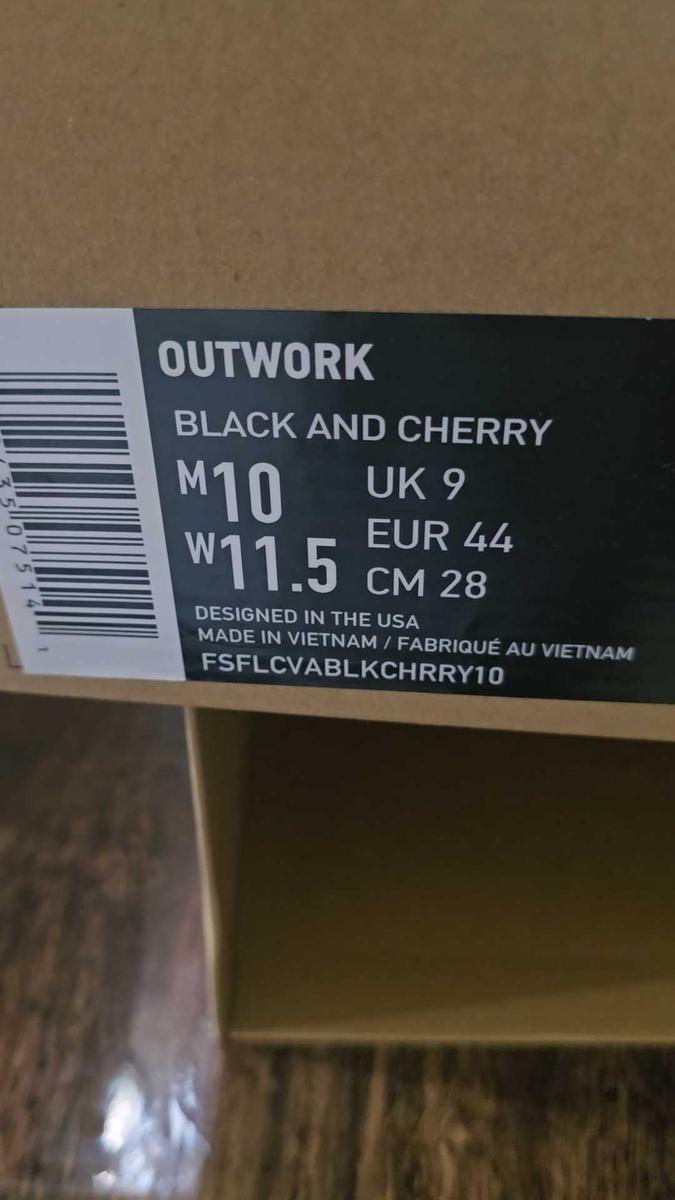 OUTWORK
BLACK AND CHERRY
M10 UK 9
W11.5 EUR 44
CM 28
DESIGNED IN THE USA
MADE IN VIETNAM / FABRIQUÉ AU VIETNAM
FSFLCVABLKCHRRY10